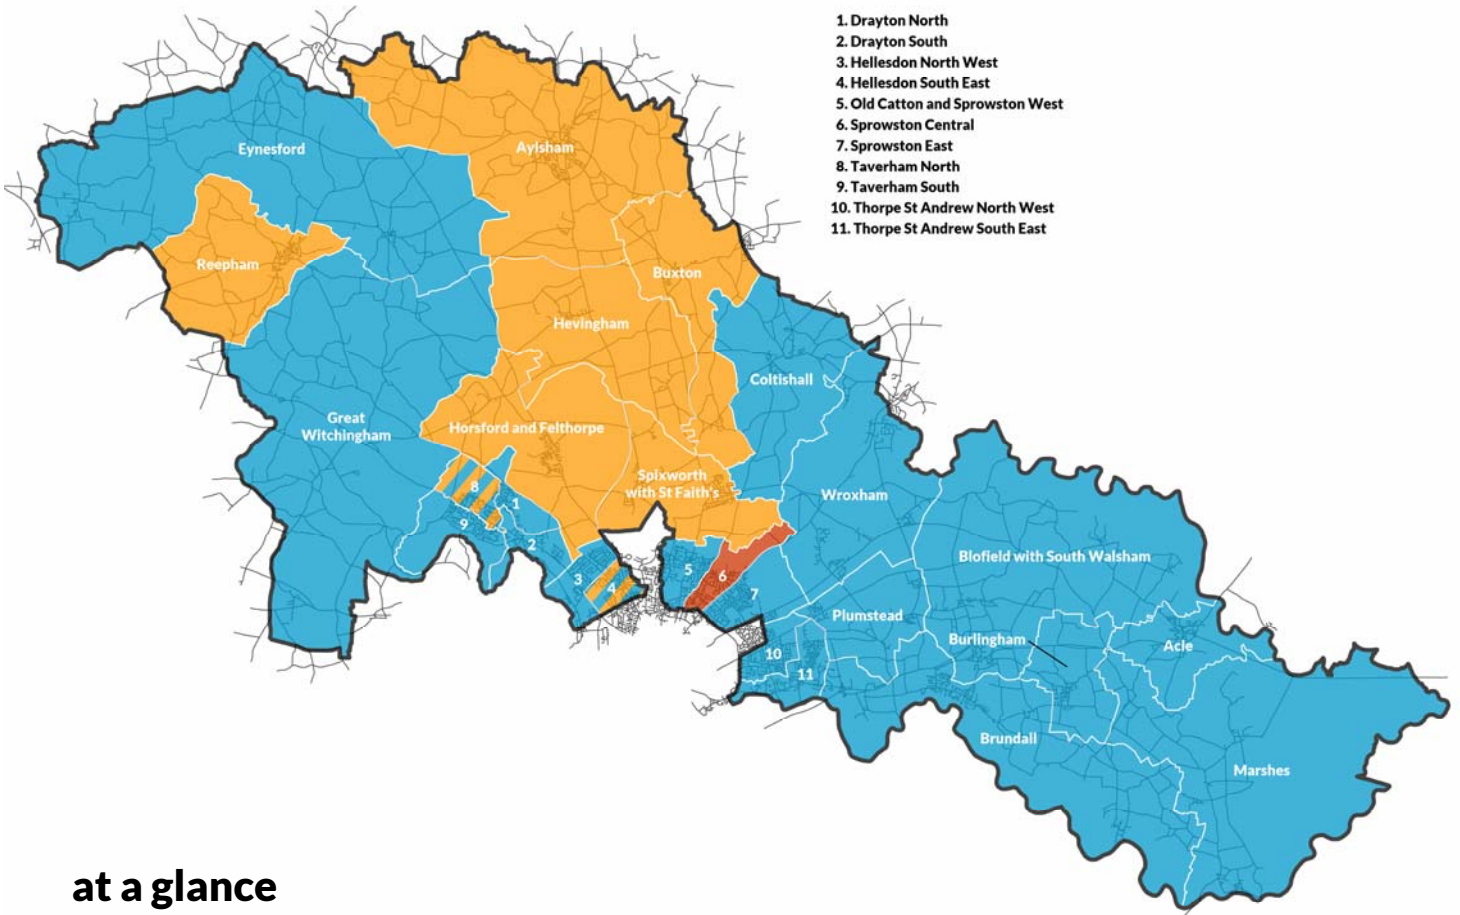 1. Drayton North
2. Drayton South
3. Hellesdon North West
4. Hellesdon South East
5. Old Catton and Sprowston West
6. Sprowston Central
7. Sprowston East
8. Taverham North
9. Taverham South
10. Thorpe St Andrew North West
11. Thorpe St Andrew South East
Eynesford
Aylsham
Reepham
Buxton
Hevingham
Coltishall
Great
Witchingham
Horsford and Felthorpe
Spixworth
with St Faith's
Wroxham
8
1
9
2
3
4
5
6
7
Blofield with South Walsham
Plumstead
Burlingham
Acle
10
11
Brundall
Marshes
at a glance